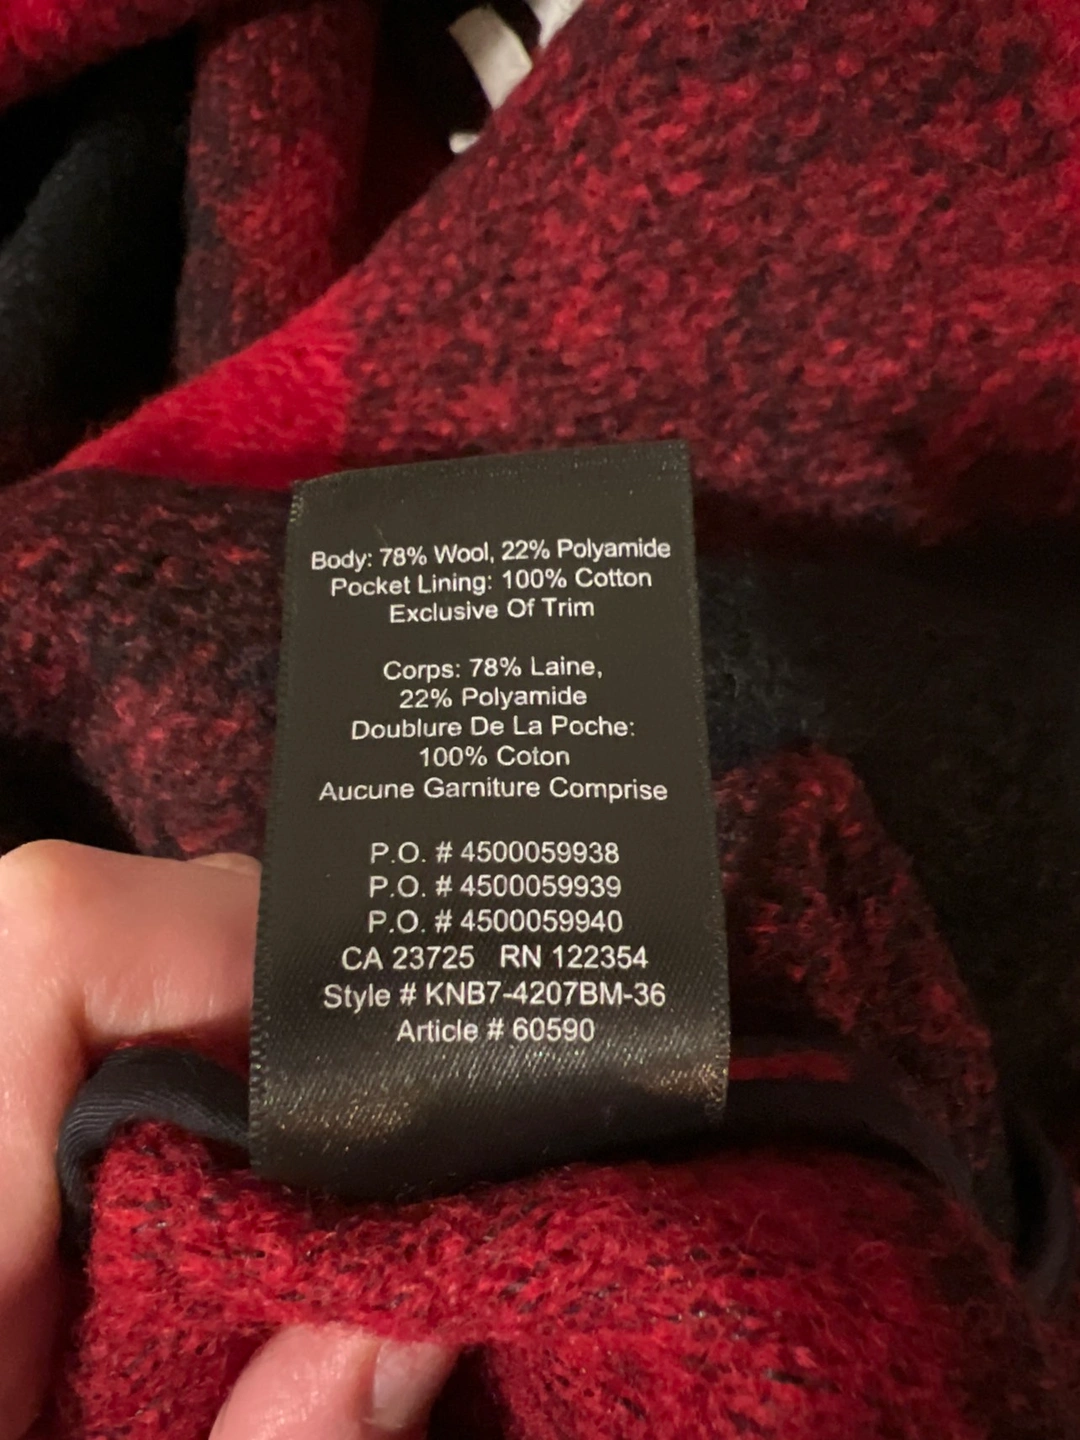 Body: 78% Wool, 22% Polyamide
Pocket Lining: 100% Cotton
Exclusive Of Trim
Corps: 78% Laine,
22% Polyamide
Doublure De La Poche:
100% Coton
Aucune Garniture Comprise
P.O. # 4500059938
P.O. # 4500059939
P.O. # 4500059940
CA 23725 RN 122354
Style # KNB7-4207BM-36
Article # 60590